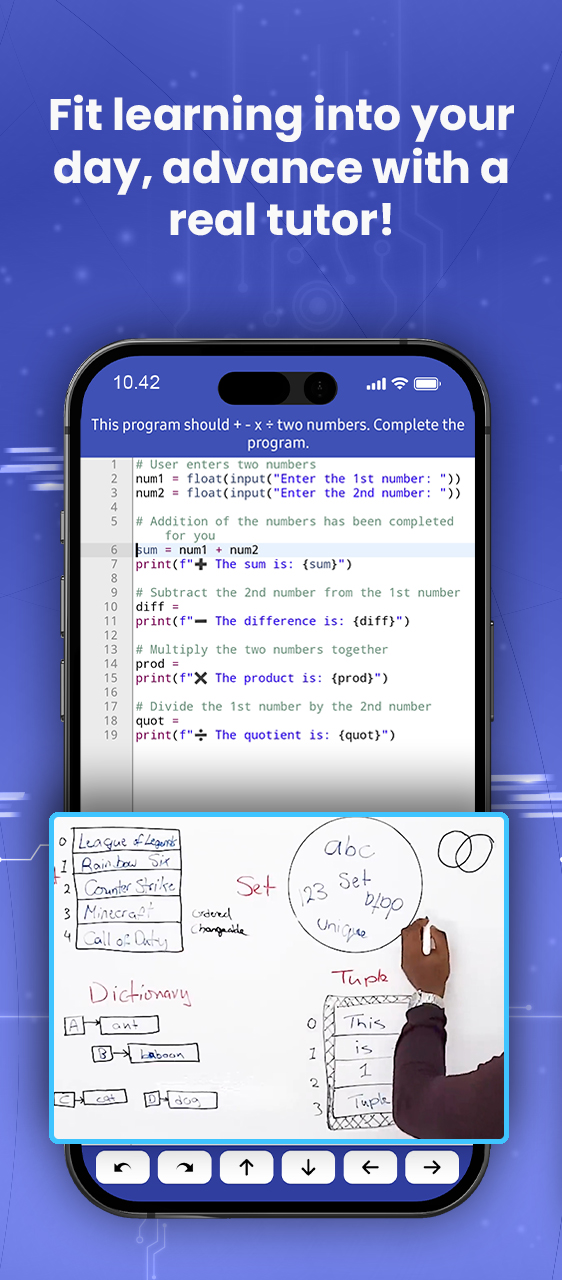 Fit learning into your
day, advance with a
real tutor!
10.42
This program should + - x ÷ two numbers. Complete the
program.
1 # User enters two numbers
2 num1 = float(input("Enter the 1st number: "))
3 num2 = float(input("Enter the 2nd number: "))
4
5 # Addition of the numbers has been completed
for you
6 sum = num1 + num2
7 print(f"➕ The sum is: {sum}")
8
9 # Subtract the 2nd number from the 1st number
10 diff =
11 print(f"➖ The difference is: {diff}")
12
13 # Multiply the two numbers together
14 prod =
15 print(f"✖ The product is: {prod}")
16
17 # Divide the 1st number by the 2nd number
18 quot =
19 print(f"➗ The quotient is: {quot}")
0 League of Legends
1 Rainbow Six
2 Counter Strike
3 Minecraft
4 Call of Duty
ordered
changeable
Set
abc
123 Set
unique
Dictionary
A ant
B baboon
C cat D dog
Tuple
0 This
1 is
2 1
3 Tuple